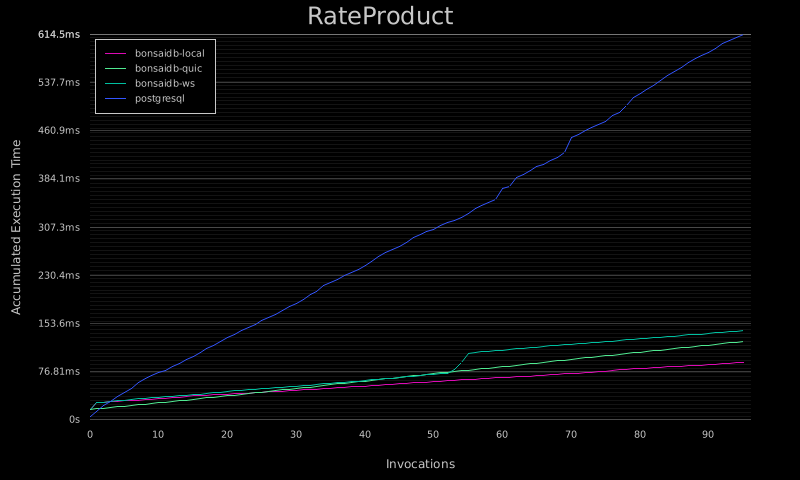 RateProduct
614.5ms
bonsaidb-local
bonsaidb-quic
bonsaidb-ws
postgresql
537.7ms
460.9ms
384.1ms
307.3ms
230.4ms
153.6ms
76.81ms
0s
Accumulated Execution Time
0 10 20 30 40 50 60 70 80 90
Invocations